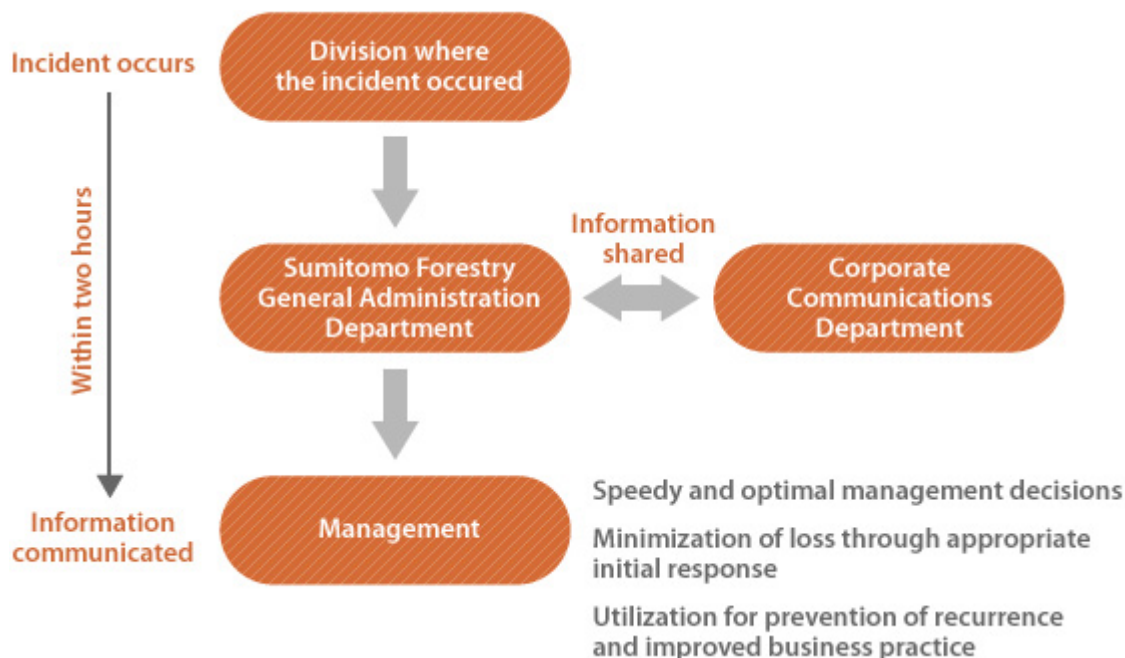 Incident occurs
Division where
the incident occured
Within two hours
Information
shared
Sumitomo Forestry
General Administration
Department
Corporate
Communications
Department
Information
communicated
Management
Speedy and optimal management decisions
Minimization of loss through appropriate
initial response
Utilization for prevention of recurrence
and improved business practice